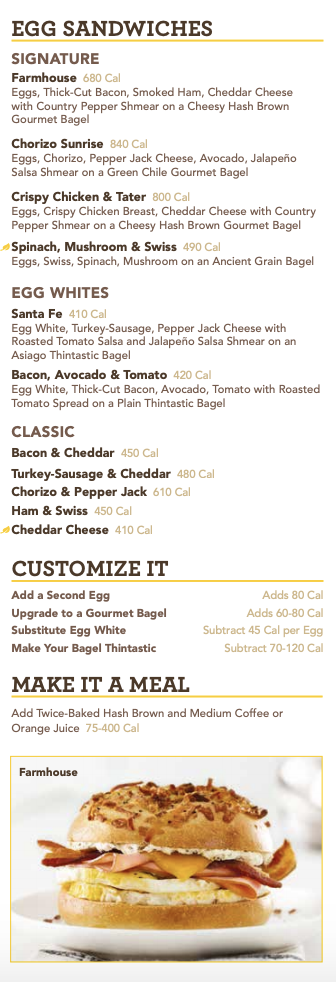 EGG SANDWICHES
SIGNATURE
Farmhouse 680 Cal
Eggs, Thick-Cut Bacon, Smoked Ham, Cheddar Cheese
with Country Pepper Shmear on a Cheesy Hash Brown
Gourmet Bagel
Chorizo Sunrise 840 Cal
Eggs, Chorizo, Pepper Jack Cheese, Avocado, Jalapeño
Salsa Shmear on a Green Chile Gourmet Bagel
Crispy Chicken & Tater 800 Cal
Eggs, Crispy Chicken Breast, Cheddar Cheese with Country
Pepper Shmear on a Cheesy Hash Brown Gourmet Bagel
Spinach, Mushroom & Swiss 490 Cal
Eggs, Swiss, Spinach, Mushroom on an Ancient Grain Bagel
EGG WHITES
Santa Fe 410 Cal
Egg White, Turkey-Sausage, Pepper Jack Cheese with
Roasted Tomato Salsa and Jalapeño Salsa Shmear on an
Asiago Thintastic Bagel
Bacon, Avocado & Tomato 420 Cal
Egg White, Thick-Cut Bacon, Avocado, Tomato with Roasted
Tomato Spread on a Plain Thintastic Bagel
CLASSIC
Bacon & Cheddar 450 Cal
Turkey-Sausage & Cheddar 480 Cal
Chorizo & Pepper Jack 610 Cal
Ham & Swiss 450 Cal
Cheddar Cheese 410 Cal
CUSTOMIZE IT
Add a Second Egg Adds 80 Cal
Upgrade to a Gourmet Bagel Adds 60-80 Cal
Substitute Egg White Subtract 45 Cal per Egg
Make Your Bagel Thintastic Subtract 70-120 Cal
MAKE IT A MEAL
Add Twice-Baked Hash Brown and Medium Coffee or
Orange Juice 75-400 Cal
Farmhouse